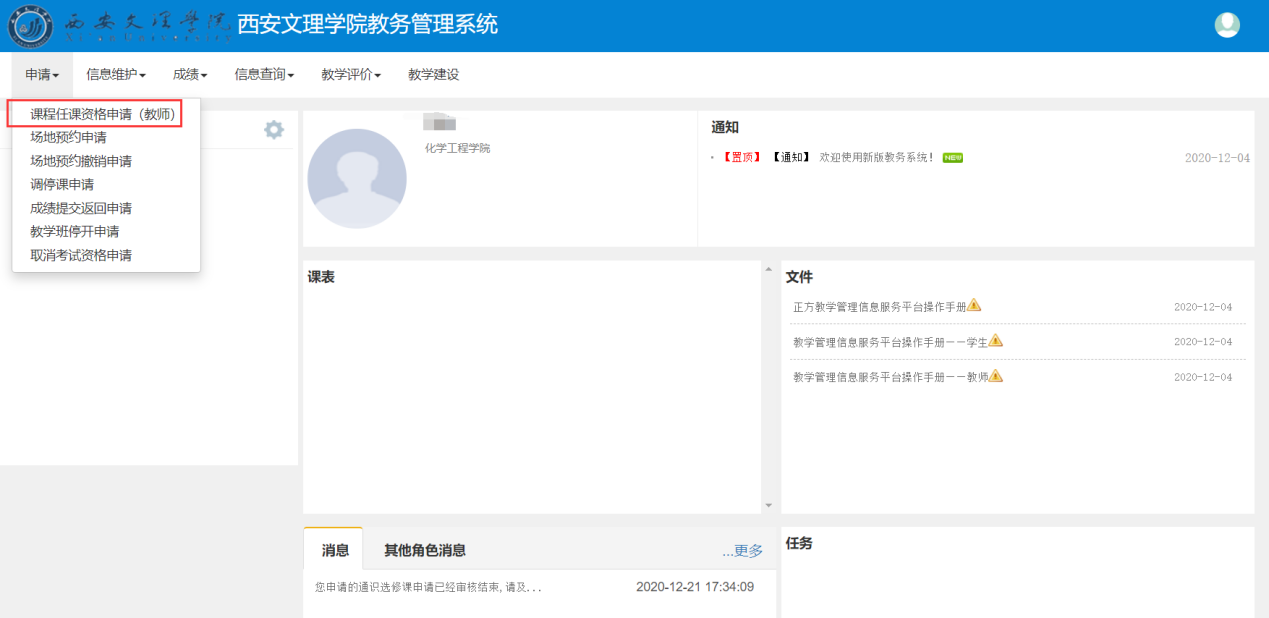 西安文理学院 西安文理学院教务管理系统
申请 信息维护 成绩 信息查询 教学评价 教学建设
课程任课资格申请（教师）
场地预约申请
场地预约撤销申请
调停课申请
成绩提交返回申请
教学班停开申请
取消考试资格申请
化学工程学院
通知
【置顶】 【通知】 欢迎使用新版教务系统! NEW 2020-12-04
课表
文件
正方教学管理信息服务平台操作手册 2020-12-04
教学管理信息服务平台操作手册——学生 2020-12-04
教学管理信息服务平台操作手册——教师 2020-12-04
消息 其他角色消息 ...更多
您申请的通识选修课申请已经审核结束, 请及... 2020-12-21 17:34:09
任务